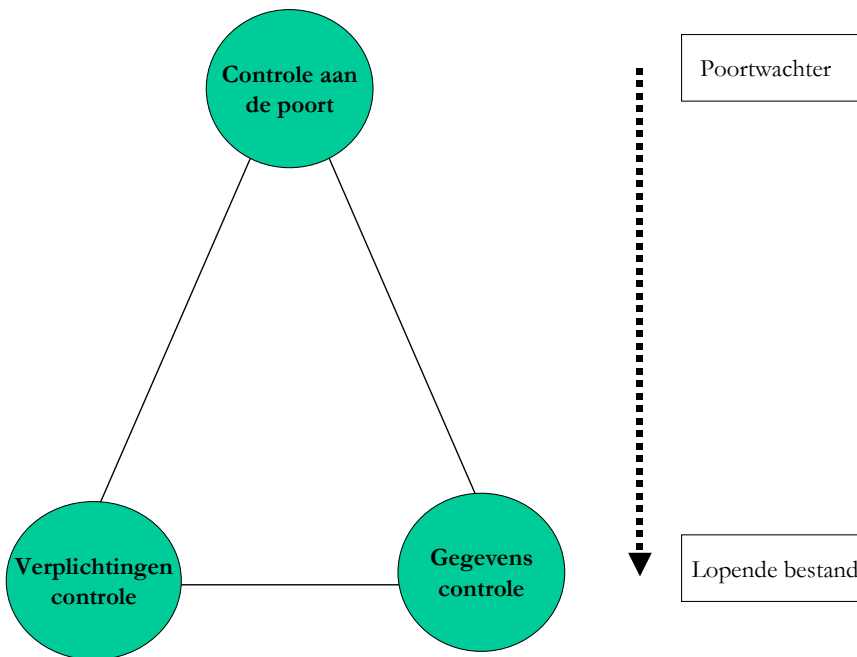 Controle aan
de poort
Poortwachter
Verplichtingen
controle
Gegevens
controle
Lopende bestand